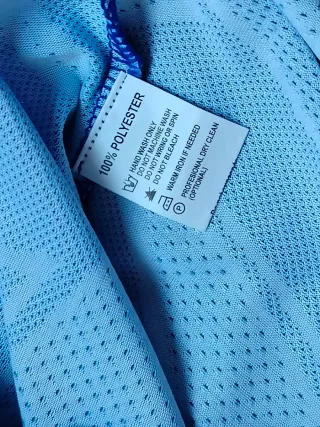 100% POLYESTER
HAND WASH ONLY
DO NOT MACHINE WASH
DO NOT WRING OR SPIN
DO NOT BLEACH
WARM IRON IF NEEDED
PROFESIONAL DRY CLEAN
(OPTIONAL)